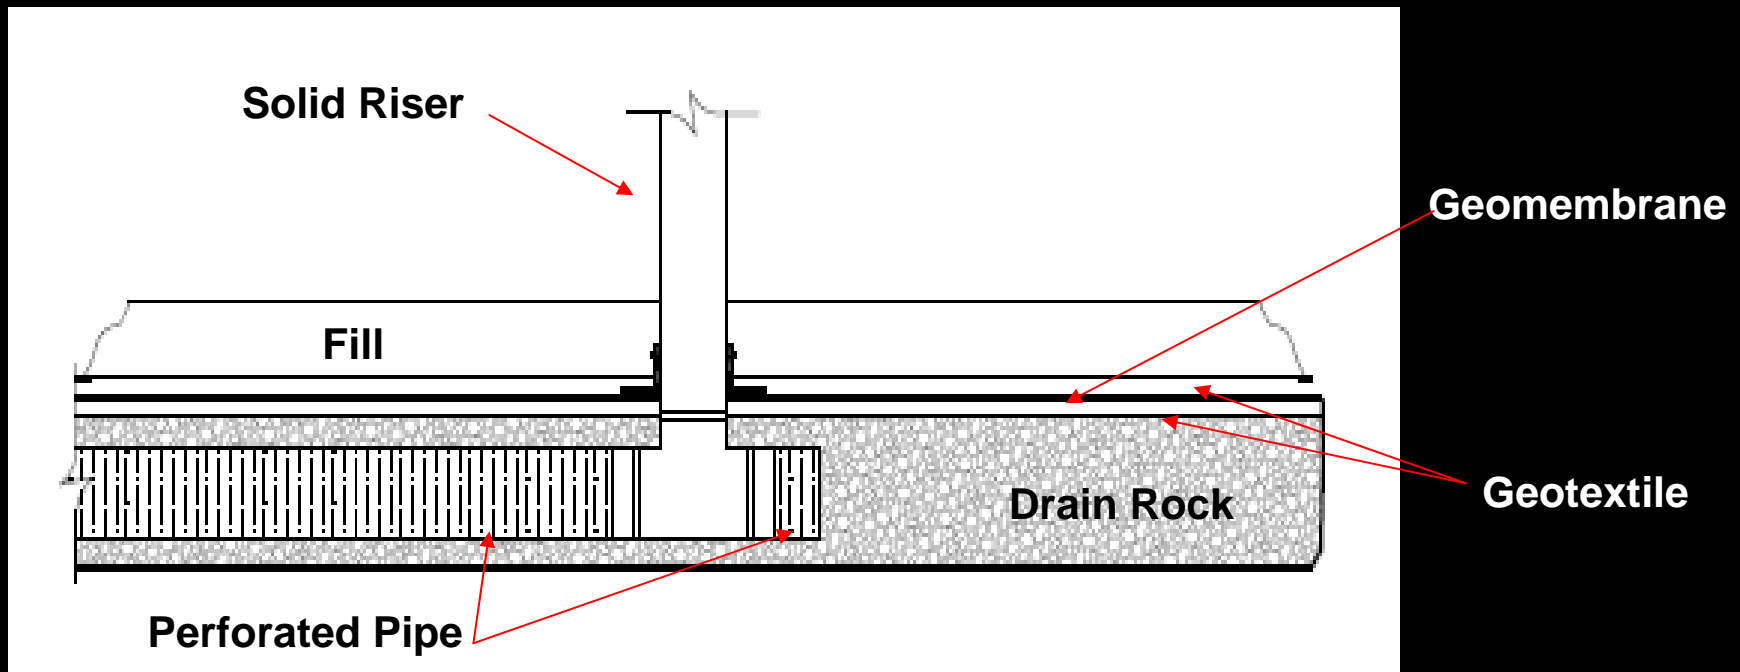 Solid Riser
Geomembrane
Fill
Geotextile
Drain Rock
Perforated Pipe